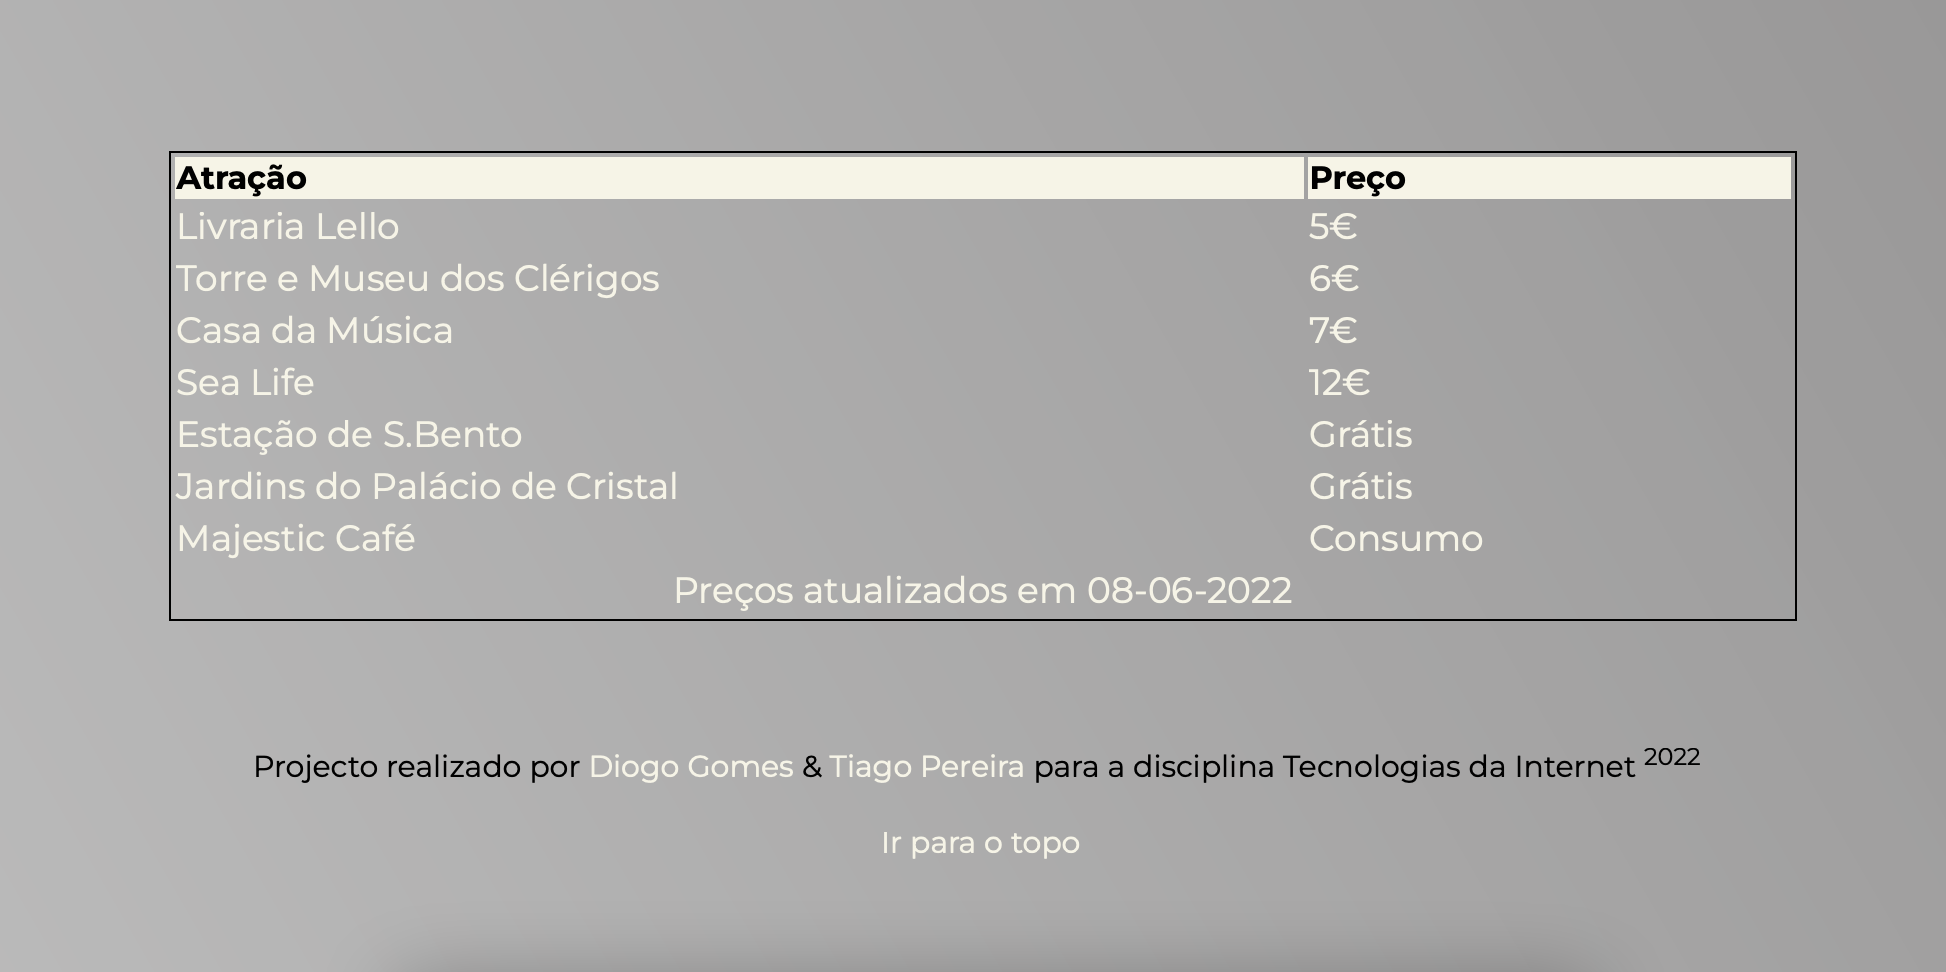 Atração Preço
Livraria Lello 5€
Torre e Museu dos Clérigos 6€
Casa da Música 7€
Sea Life 12€
Estação de S.Bento Grátis
Jardins do Palácio de Cristal Grátis
Majestic Café Consumo
Preços atualizados em 08-06-2022
Projecto realizado por Diogo Gomes & Tiago Pereira para a disciplina Tecnologias da Internet 2022
Ir para o topo